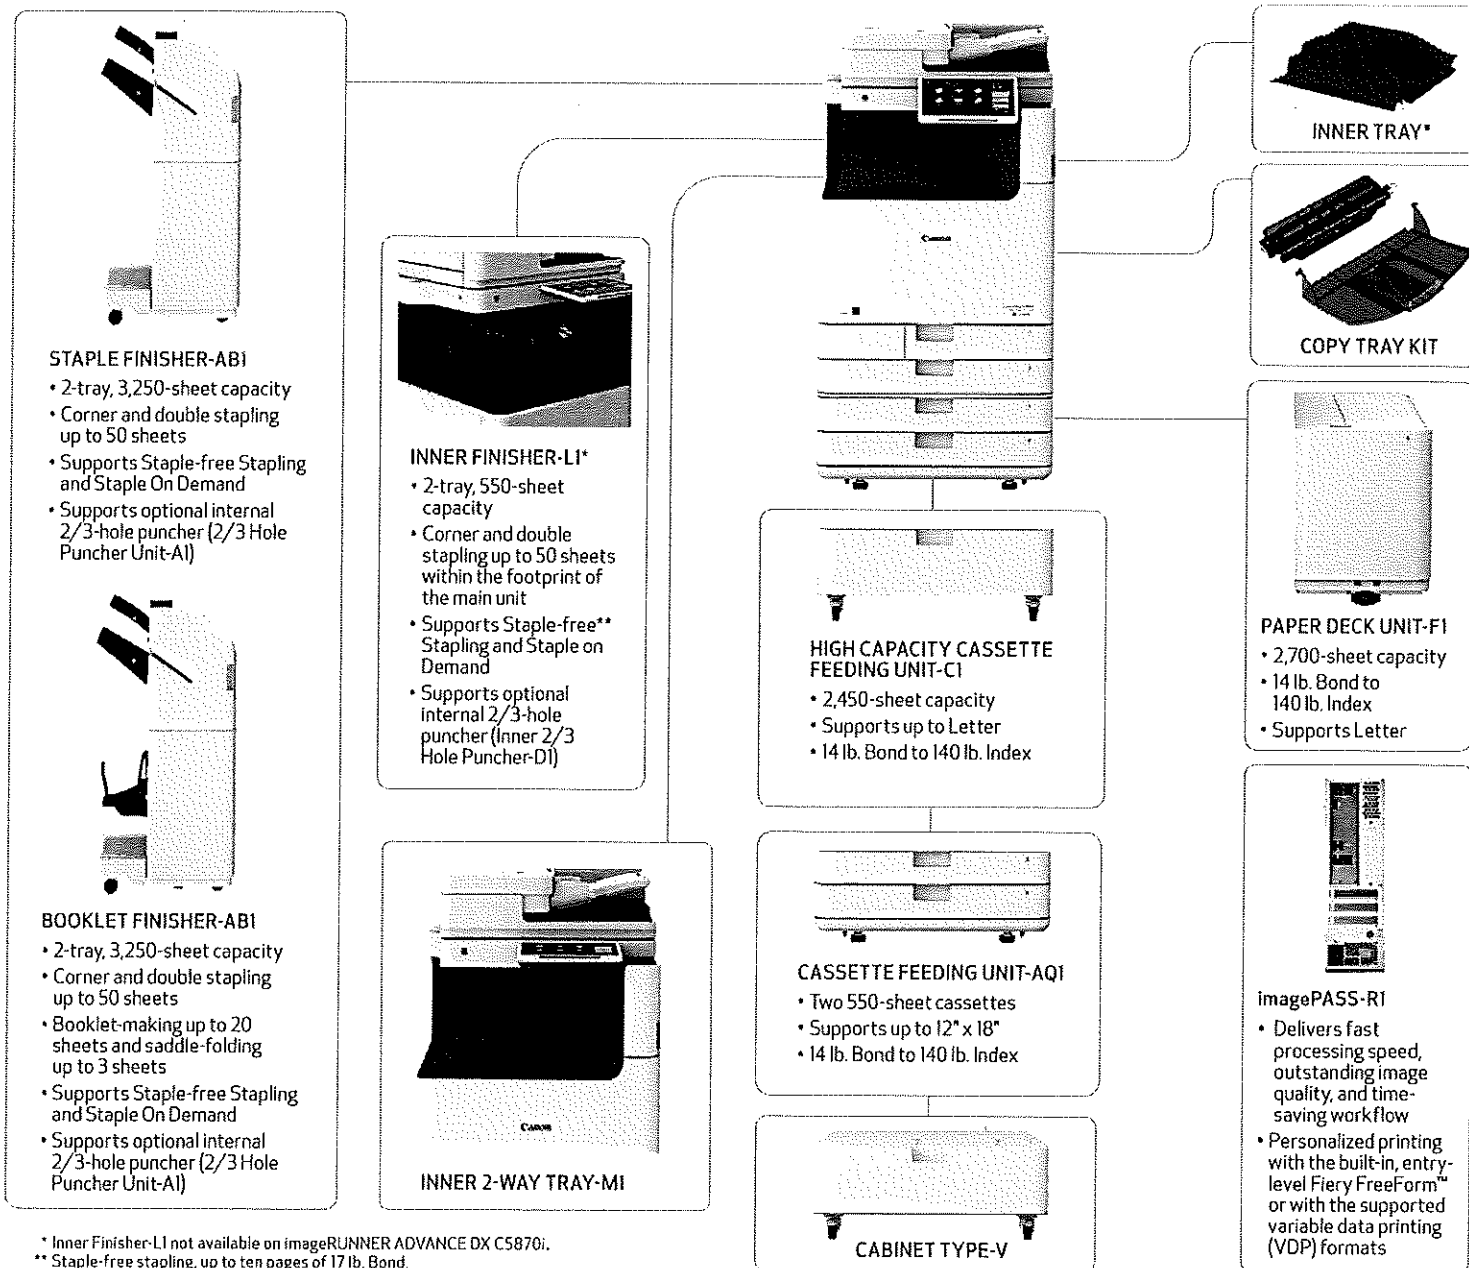 STAPLE FINISHER-AB1
• 2-tray, 3,250-sheet capacity
• Corner and double stapling
up to 50 sheets
• Supports Staple-free Stapling
and Staple On Demand
• Supports optional internal
2/3-hole puncher (2/3 Hole
Puncher Unit-A1)
BOOKLET FINISHER-AB1
• 2-tray, 3,250-sheet capacity
• Corner and double stapling
up to 50 sheets
• Booklet-making up to 20
sheets and saddle-folding
up to 3 sheets
• Supports Staple-free Stapling
and Staple On Demand
• Supports optional internal
2/3-hole puncher (2/3 Hole
Puncher Unit-A1)
INNER FINISHER-L1*
• 2-tray, 550-sheet
capacity
• Corner and double
stapling up to 50 sheets
within the footprint of
the main unit
• Supports Staple-free**
Stapling and Staple on
Demand
• Supports optional
internal 2/3-hole
puncher (Inner 2/3
Hole Puncher-D1)
Canon
INNER 2-WAY TRAY-M1
Canon
HIGH CAPACITY CASSETTE
FEEDING UNIT-C1
• 2,450-sheet capacity
• Supports up to Letter
• 14 lb. Bond to 140 lb. Index
CASSETTE FEEDING UNIT-AQ1
• Two 550-sheet cassettes
• Supports up to 12" x 18"
• 14 lb. Bond to 140 lb. Index
CABINET TYPE-V
INNER TRAY*
COPY TRAY KIT
PAPER DECK UNIT-F1
• 2,700-sheet capacity
• 14 lb. Bond to
140 lb. Index
• Supports Letter
imagePASS-R1
• Delivers fast
processing speed,
outstanding image
quality, and time-
saving workflow
• Personalized printing
with the built-in, entry-
level Fiery FreeForm™
or with the supported
variable data printing
(VDP) formats
* Inner Finisher-L1 not available on imageRUNNER ADVANCE DX C5870i.
** Staple-free stapling, up to ten pages of 17 lb. Bond.